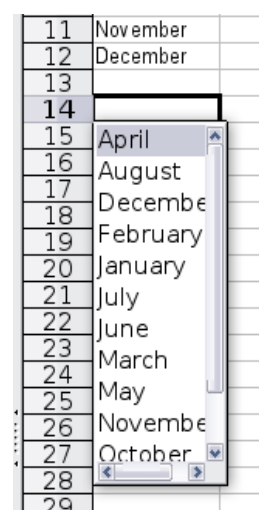 11 November
12 December
13
14
15
16
17
18
19
20
21
22
23
24
25
26
27
28
29
April
August
Decembe
February
January
July
June
March
May
Novembe
October